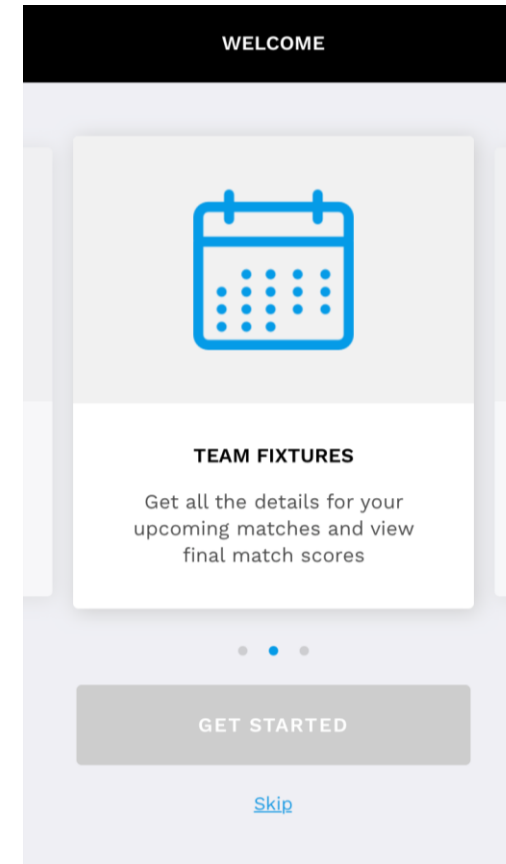 WELCOME
TEAM FIXTURES
Get all the details for your
upcoming matches and view
final match scores
GET STARTED
Skip